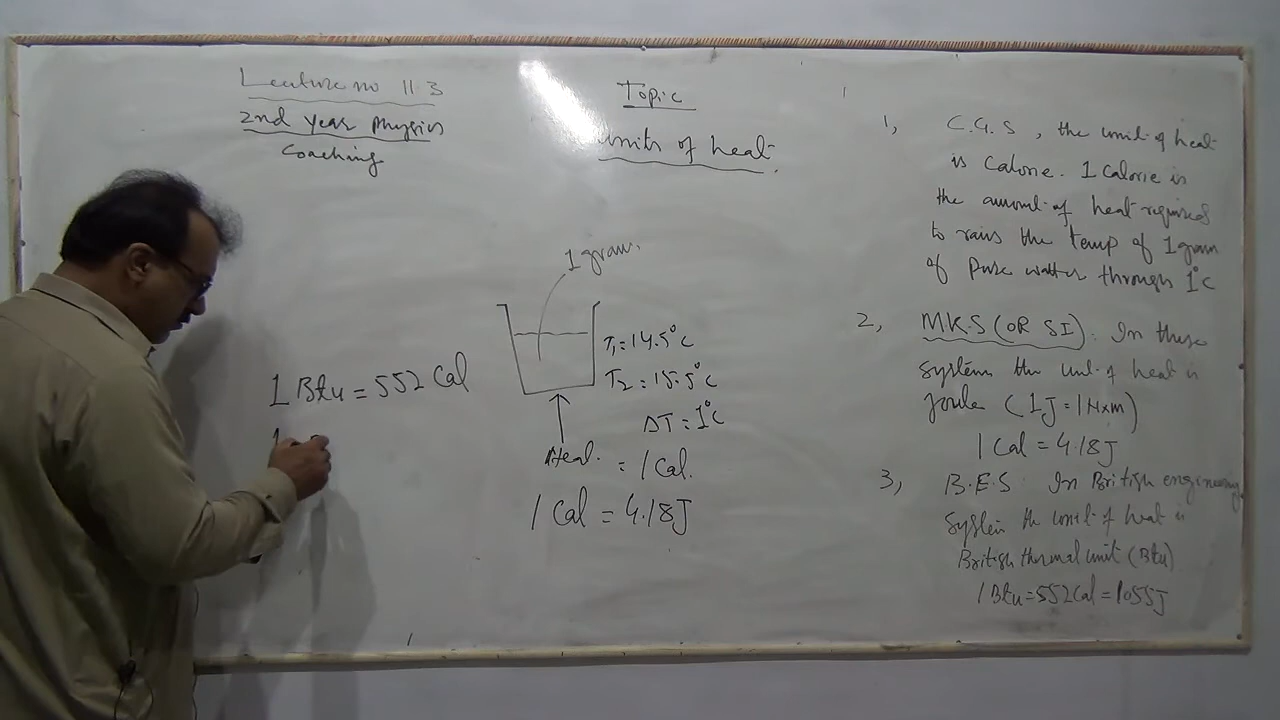 Lecture no 113
2nd Year Physics
Coaching
Topic
units of heat
1 gram.
T1 = 14.5°C
T2 = 15.5°C
ΔT = 1°C
Heat. = 1 Cal.
1 Cal = 4.18J
1 Btu = 552 Cal
1
1, C.G.S, the unit of heat
is Calorie. 1 Calorie is
the amount of heat required
to rais the temp of 1 gram
of Pure watter through 1°C
2, M.K.S (OR SI): In these
system the unit of heat is
Joule (1J = 1N×m)
1 Cal = 4.18J
3, B.E.S: In British engineering
System the unit of heat is
British thermal unit (Btu)
1 Btu = 552 Cal = 1055J